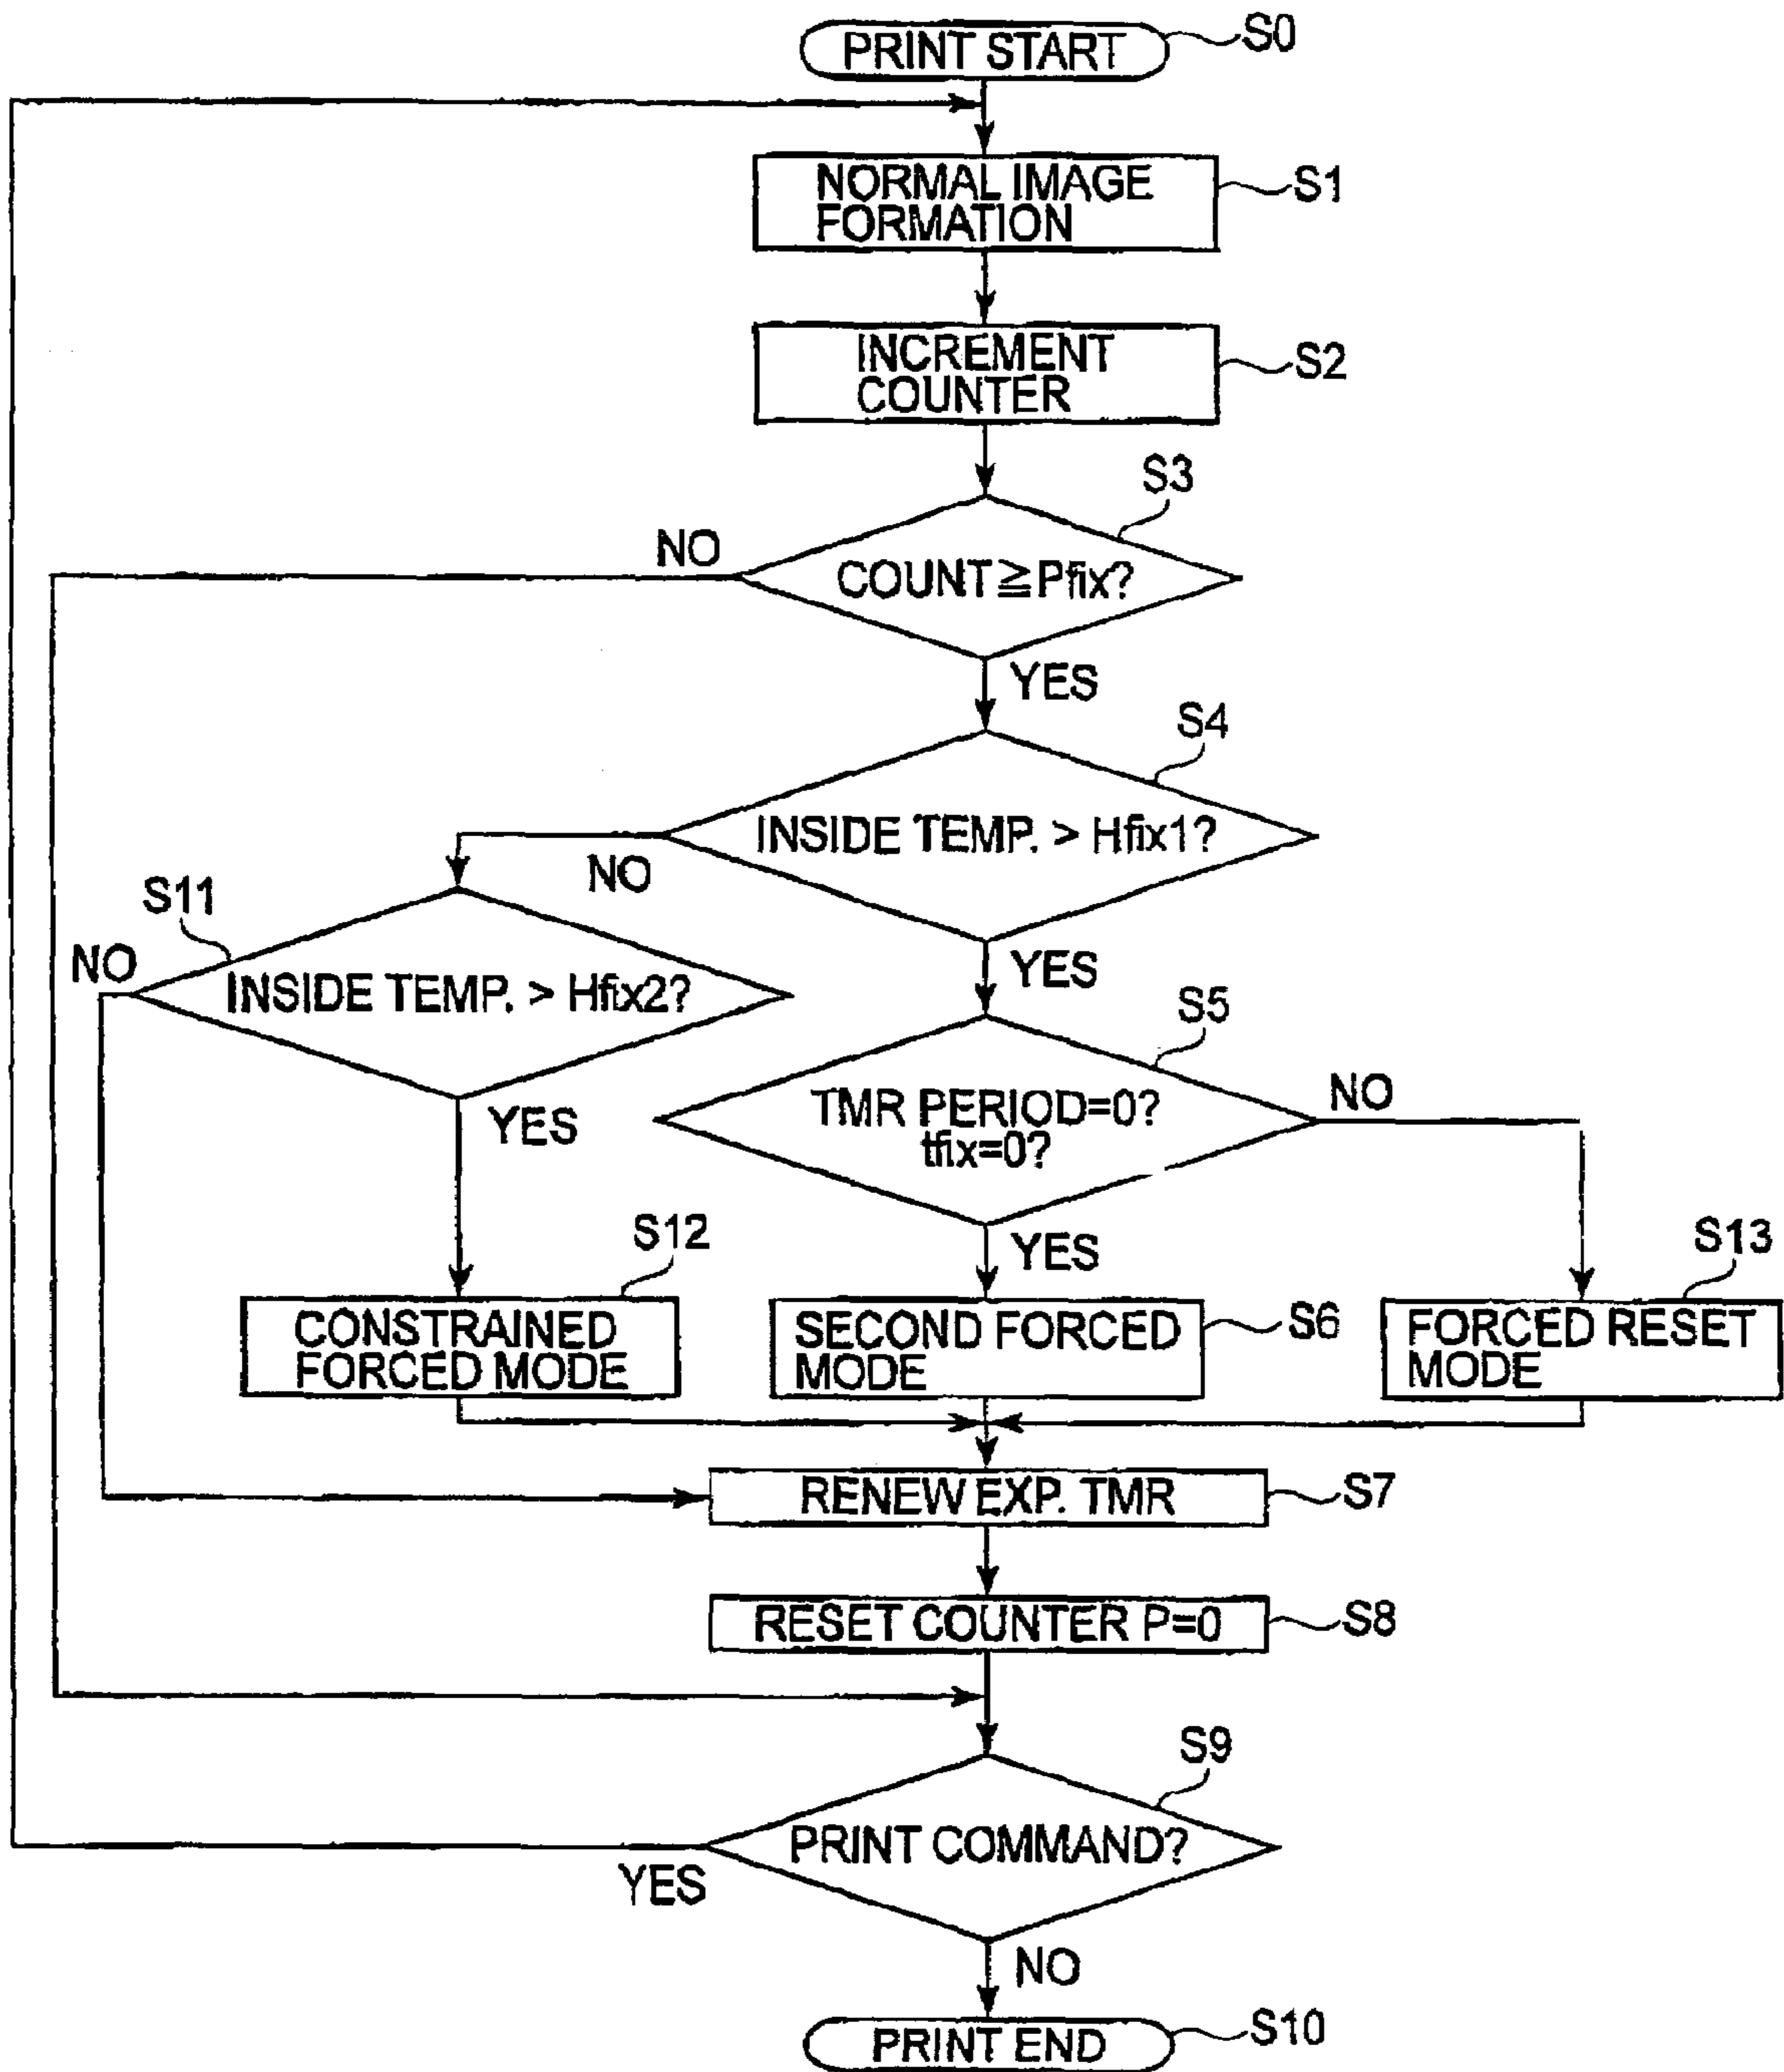 PRINT START
S0
NORMAL IMAGE
FORMATION
S1
INCREMENT
COUNTER
S2
S3
NO
COUNT≧Pfix?
YES
S4
INSIDE TEMP. > Hfix1?
NO
S11
YES
NO
INSIDE TEMP. > Hfix2?
S5
TMR PERIOD=0?
tfix=0?
NO
YES
S12
YES
S13
CONSTRAINED
FORCED MODE
SECOND FORCED
MODE
S6
FORCED RESET
MODE
RENEW EXP. TMR
S7
RESET COUNTER P=0
S8
S9
PRINT COMMAND?
YES
NO
PRINT END
S10